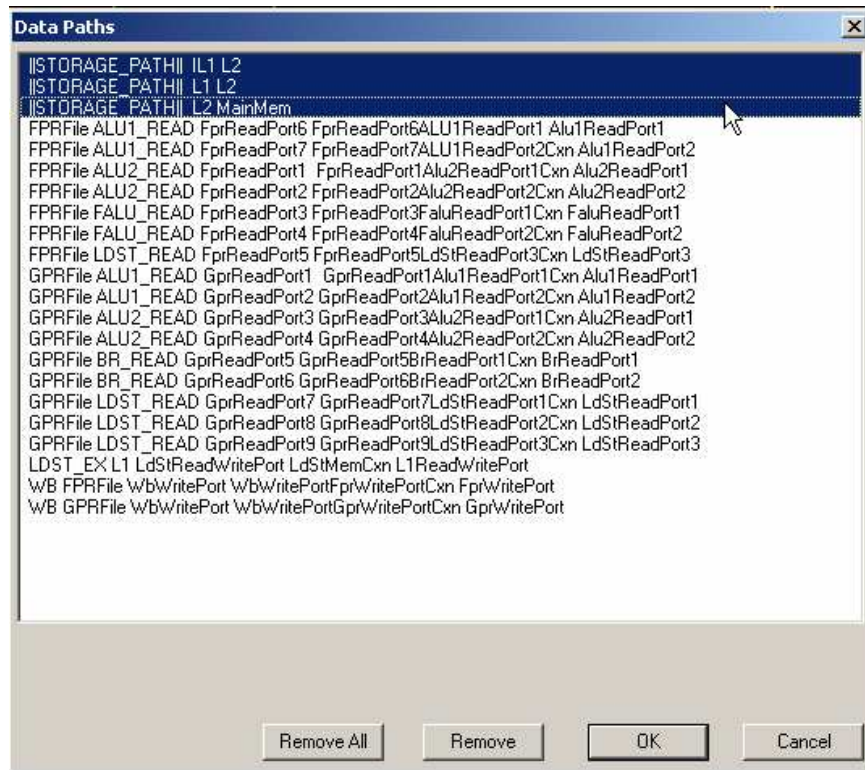 Data Paths
||STORAGE_PATH|| IL1 L2
||STORAGE_PATH|| L1 L2
||STORAGE_PATH|| L2 MainMem
FPRFile ALU1_READ FprReadPort6 FprReadPort6ALU1ReadPort1 Alu1ReadPort1
FPRFile ALU1_READ FprReadPort7 FprReadPort7ALU1ReadPort2Cxn Alu1ReadPort2
FPRFile ALU2_READ FprReadPort1 FprReadPort1Alu2ReadPort1Cxn Alu2ReadPort1
FPRFile ALU2_READ FprReadPort2 FprReadPort2Alu2ReadPort2Cxn Alu2ReadPort2
FPRFile FALU_READ FprReadPort3 FprReadPort3FaluReadPort1Cxn FaluReadPort1
FPRFile FALU_READ FprReadPort4 FprReadPort4FaluReadPort2Cxn FaluReadPort2
FPRFile LDST_READ FprReadPort5 FprReadPort5LdStReadPort3Cxn LdStReadPort3
GPRFile ALU1_READ GprReadPort1 GprReadPort1Alu1ReadPort1Cxn Alu1ReadPort1
GPRFile ALU1_READ GprReadPort2 GprReadPort2Alu1ReadPort2Cxn Alu1ReadPort2
GPRFile ALU2_READ GprReadPort3 GprReadPort3Alu2ReadPort1Cxn Alu2ReadPort1
GPRFile ALU2_READ GprReadPort4 GprReadPort4Alu2ReadPort2Cxn Alu2ReadPort2
GPRFile BR_READ GprReadPort5 GprReadPort5BrReadPort1Cxn BrReadPort1
GPRFile BR_READ GprReadPort6 GprReadPort6BrReadPort2Cxn BrReadPort2
GPRFile LDST_READ GprReadPort7 GprReadPort7LdStReadPort1Cxn LdStReadPort1
GPRFile LDST_READ GprReadPort8 GprReadPort8LdStReadPort2Cxn LdStReadPort2
GPRFile LDST_READ GprReadPort9 GprReadPort9LdStReadPort3Cxn LdStReadPort3
LDST_EX L1 LdStReadWritePort LdStMemCxn L1ReadWritePort
WB FPRFile WbWritePort WbWritePortFprWritePortCxn FprWritePort
WB GPRFile WbWritePort WbWritePortGprWritePortCxn GprWritePort
Remove All Remove OK Cancel